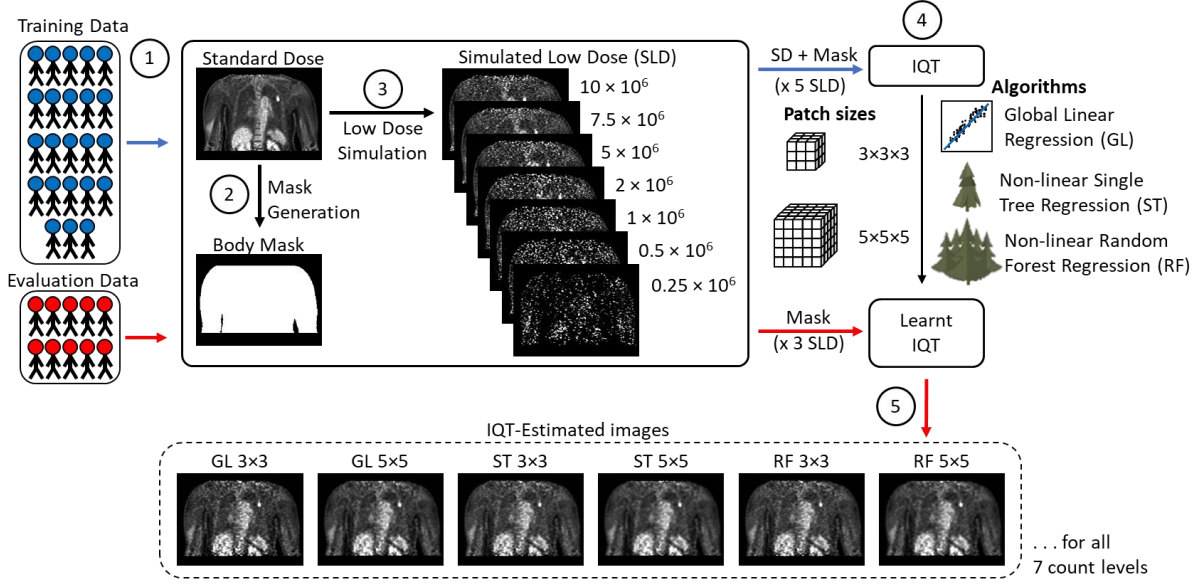 Training Data
1
Standard Dose
Simulated Low Dose (SLD)
3
Low Dose
Simulation
10 × 10⁶
7.5 × 10⁶
5 × 10⁶
2 × 10⁶
1 × 10⁶
0.5 × 10⁶
0.25 × 10⁶
2
Mask
Generation
Body Mask
Evaluation Data
SD + Mask
(x 5 SLD)
4
IQT
Patch sizes
3×3×3
5×5×5
Algorithms
Global Linear
Regression (GL)
Non-linear Single
Tree Regression (ST)
Non-linear Random
Forest Regression (RF)
Mask
(x 3 SLD)
Learnt
IQT
5
IQT-Estimated images
GL 3×3
GL 5×5
ST 3×3
ST 5×5
RF 3×3
RF 5×5
. . . for all
7 count levels